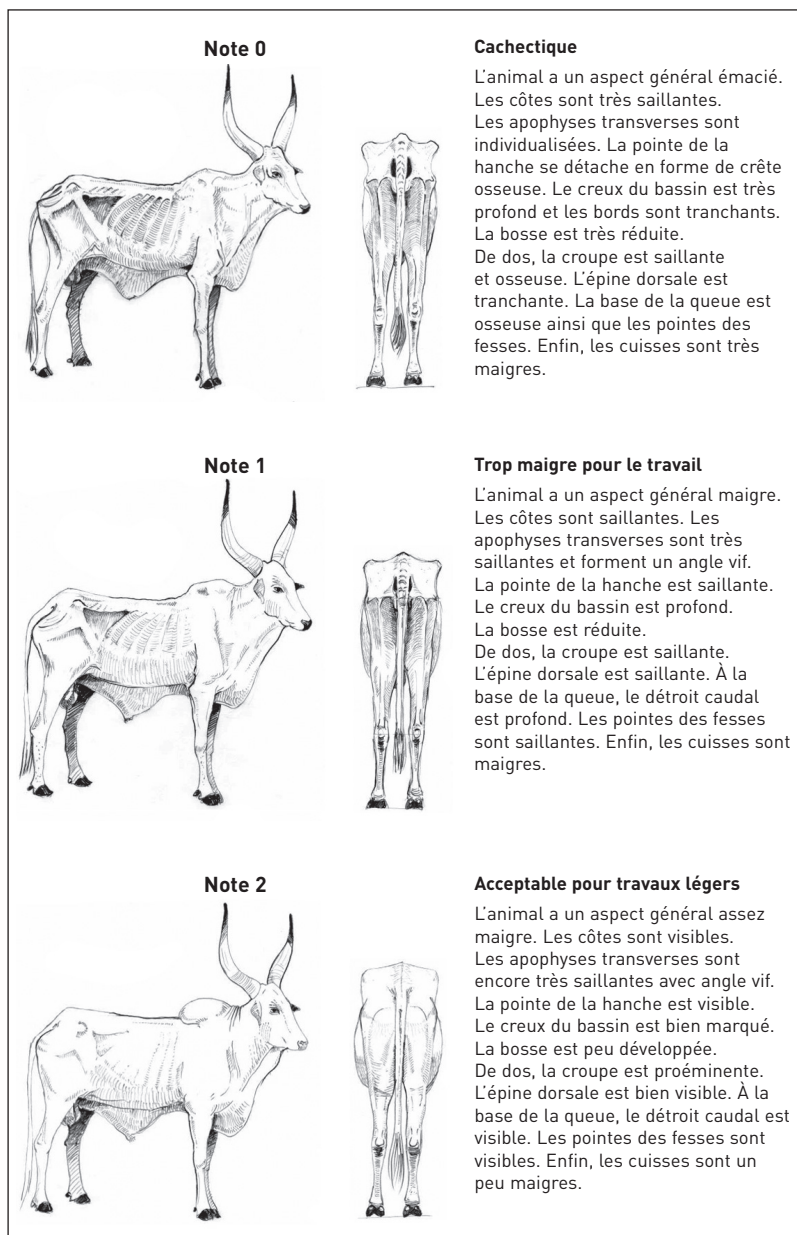 Note 0
Cachectique
L’animal a un aspect général émacié.
Les côtes sont très saillantes.
Les apophyses transverses sont
individualisées. La pointe de la
hanche se détache en forme de crête
osseuse. Le creux du bassin est très
profond et les bords sont tranchants.
La bosse est très réduite.
De dos, la croupe est saillante
et osseuse. L’épine dorsale est
tranchante. La base de la queue est
osseuse ainsi que les pointes des
fesses. Enfin, les cuisses sont très
maigres.
Note 1
Trop maigre pour le travail
L’animal a un aspect général maigre.
Les côtes sont saillantes. Les
apophyses transverses sont très
saillantes et forment un angle vif.
La pointe de la hanche est saillante.
Le creux du bassin est profond.
La bosse est réduite.
De dos, la croupe est saillante.
L’épine dorsale est saillante. À la
base de la queue, le détroit caudal
est profond. Les pointes des fesses
sont saillantes. Enfin, les cuisses sont
maigres.
Note 2
Acceptable pour travaux légers
L’animal a un aspect général assez
maigre. Les côtes sont visibles.
Les apophyses transverses sont
encore très saillantes avec angle vif.
La pointe de la hanche est visible.
Le creux du bassin est bien marqué.
La bosse est peu développée.
De dos, la croupe est proéminente.
L’épine dorsale est bien visible. À la
base de la queue, le détroit caudal est
visible. Les pointes des fesses sont
visibles. Enfin, les cuisses sont un
peu maigres.